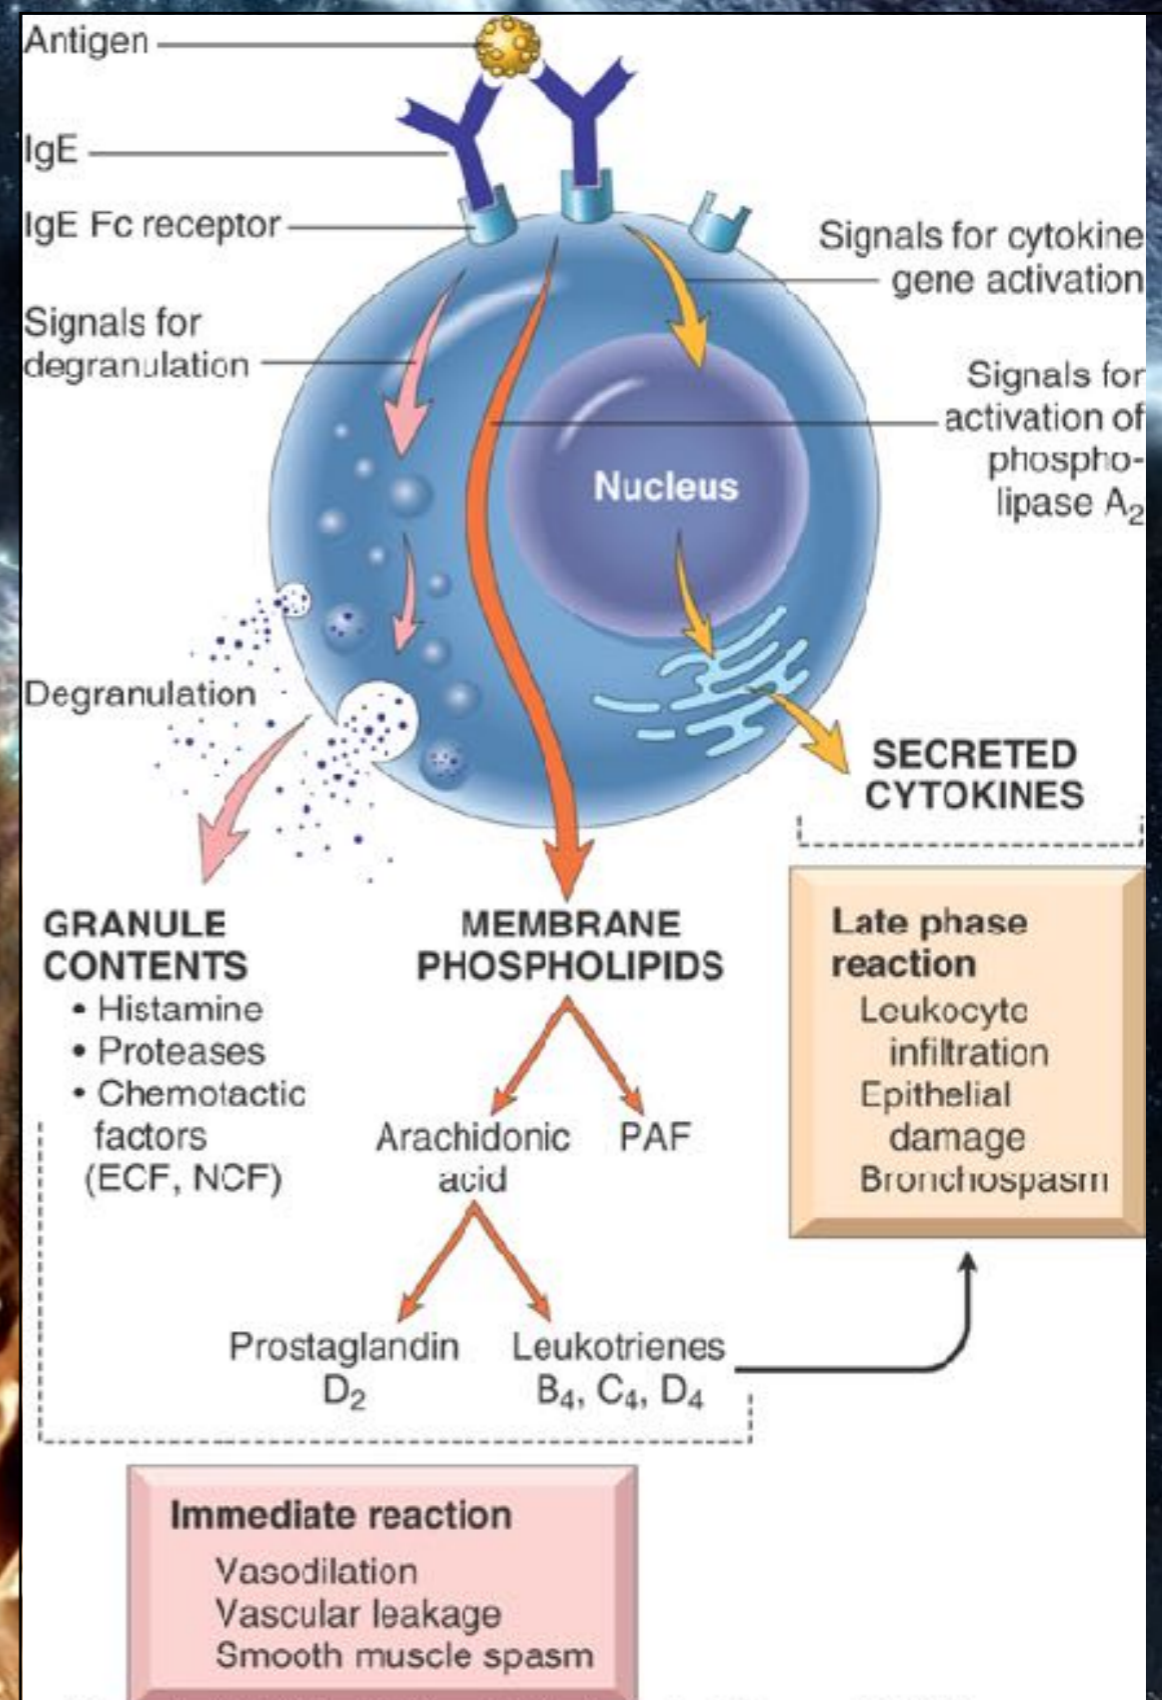 Antigen
IgE
IgE Fc receptor
Signals for cytokine
gene activation
Signals for
degranulation
Signals for
activation of
phospho-
lipase A₂
Nucleus
Degranulation
SECRETED
CYTOKINES
GRANULE
CONTENTS
• Histamine
• Proteases
• Chemotactic
factors
(ECF, NCF)
MEMBRANE
PHOSPHOLIPIDS
Arachidonic
acid
PAF
Prostaglandin
D₂
Leukotrienes
B₄, C₄, D₄
Late phase
reaction
Leukocyte
infiltration
Epithelial
damage
Bronchospasm
Immediate reaction
Vasodilation
Vascular leakage
Smooth muscle spasm